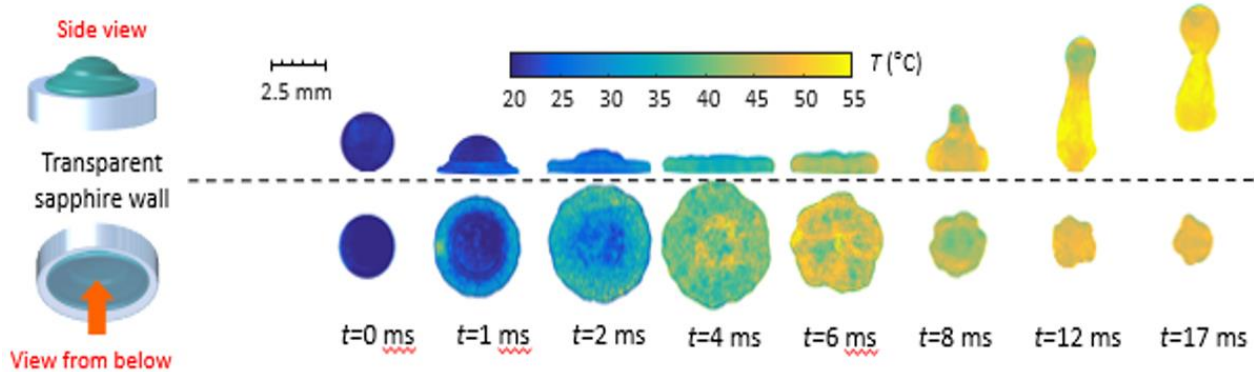 Side view
2.5 mm
T (°C)
20 25 30 35 40 45 50 55
Transparent
sapphire wall
t=0 ms t=1 ms t=2 ms t=4 ms t=6 ms t=8 ms t=12 ms t=17 ms
View from below